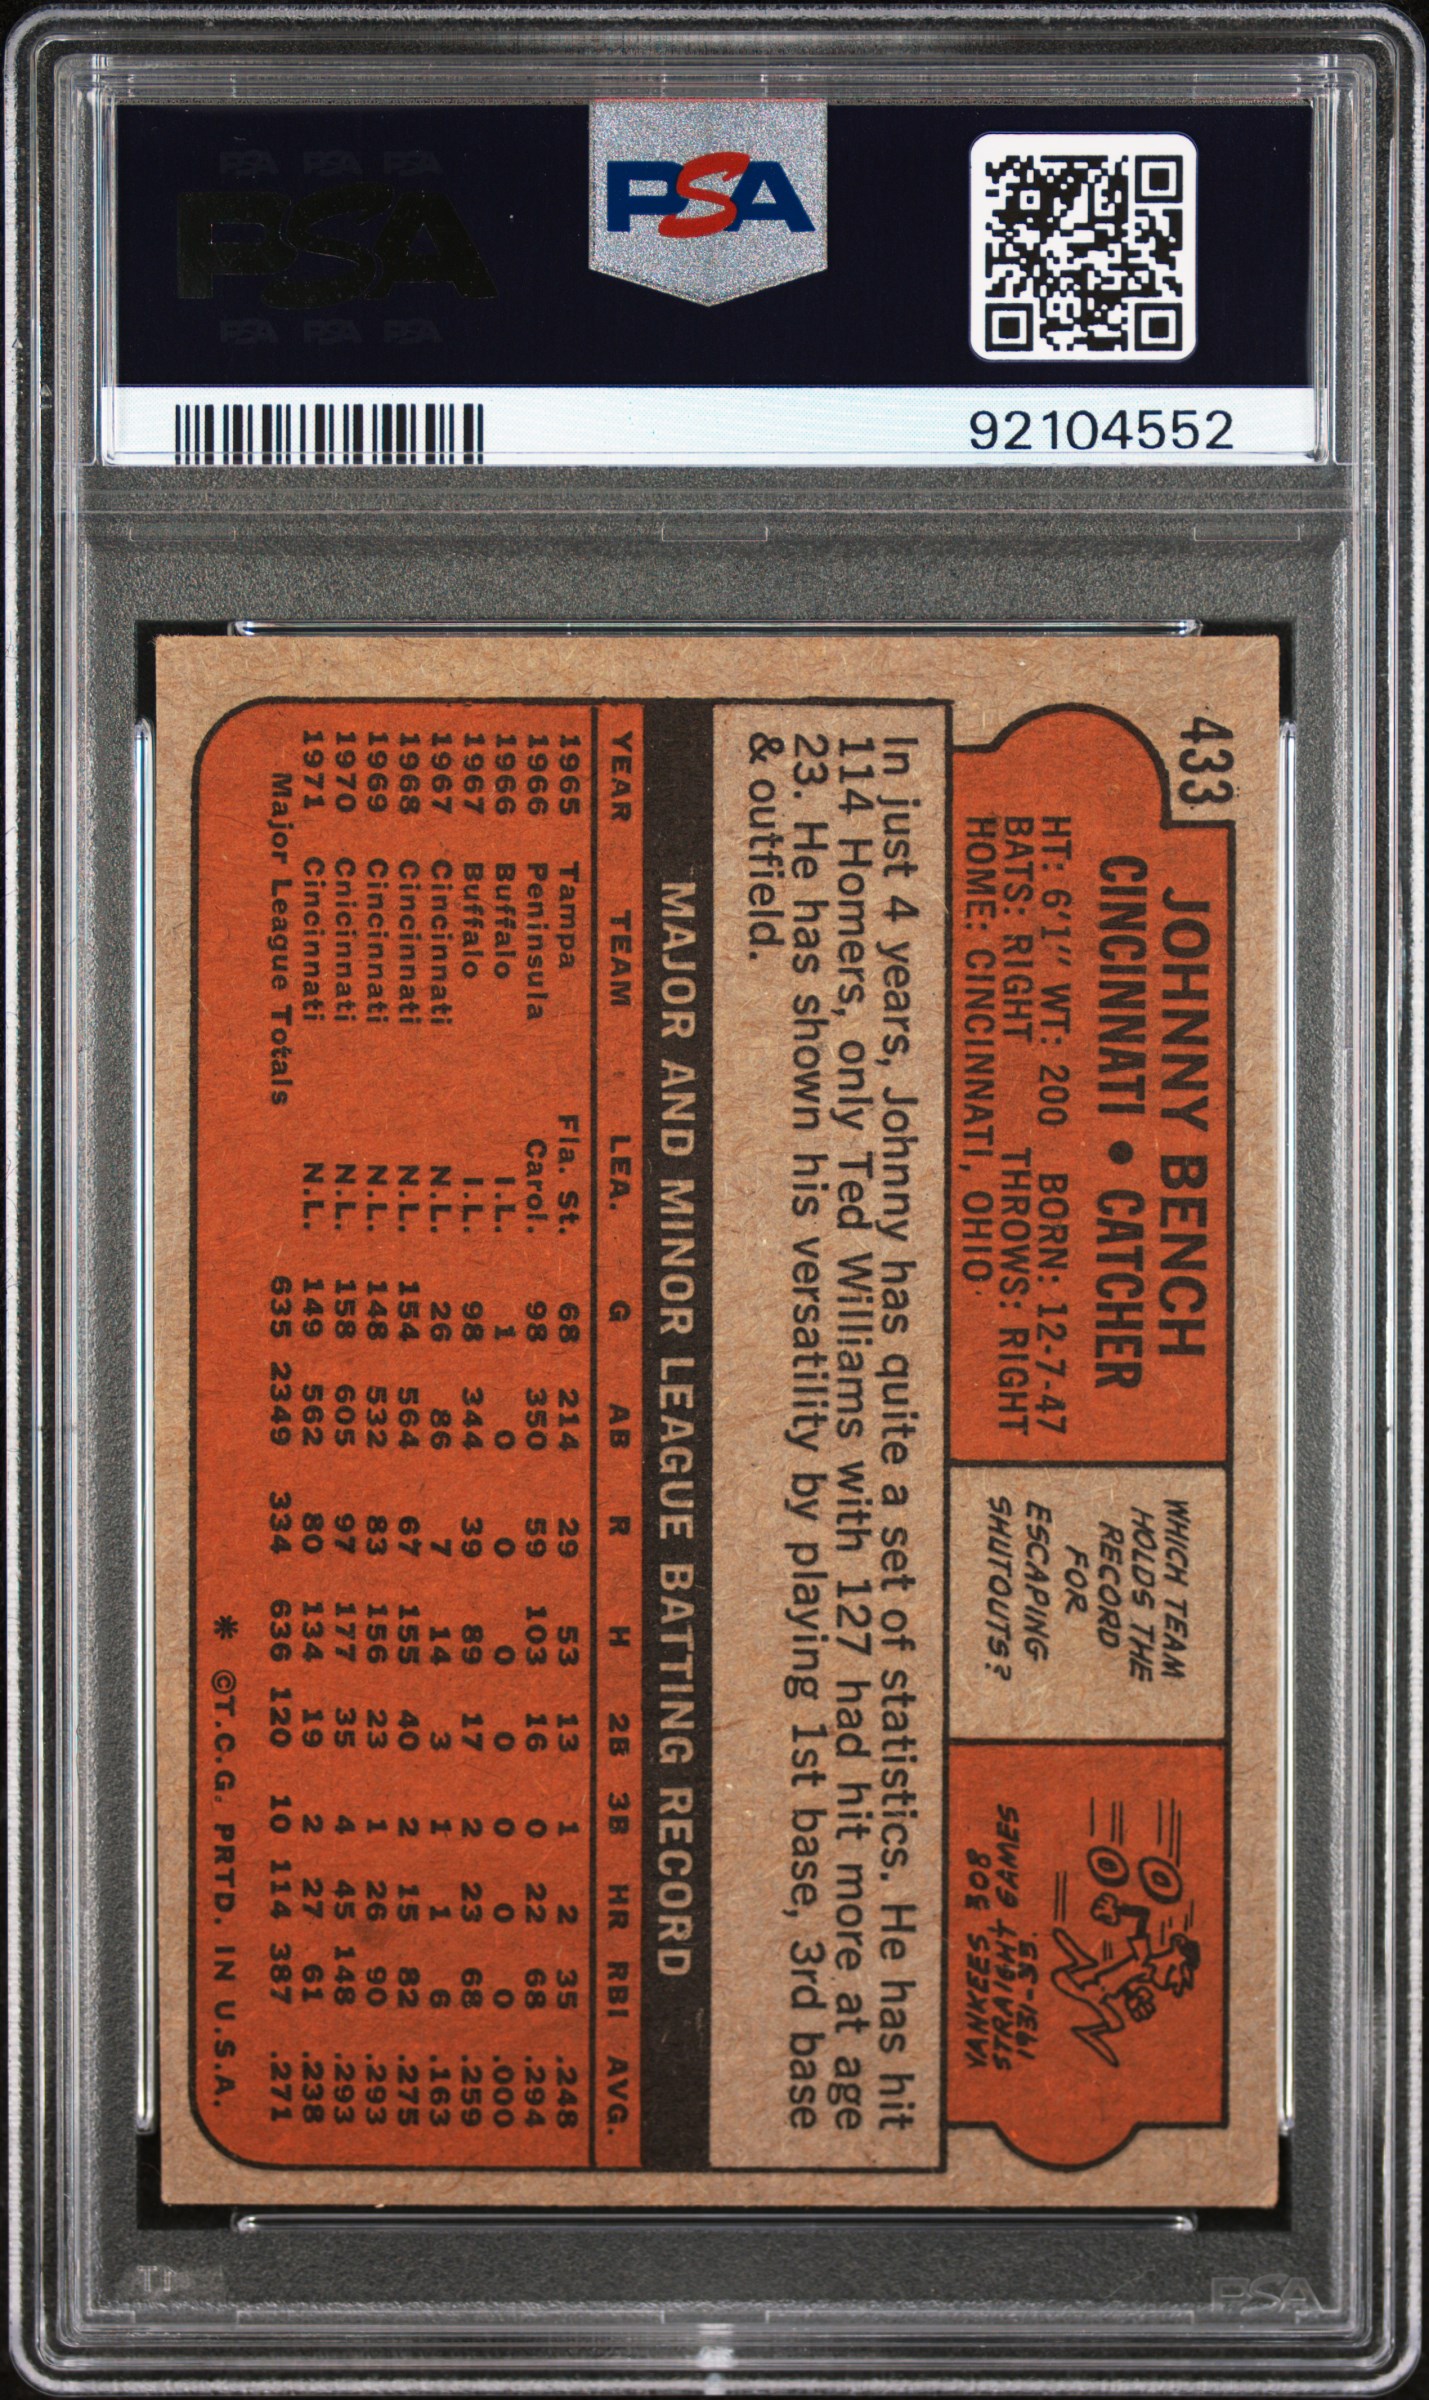 PSA PSA PSA
PSA
PSA PSA PSA
PSA
92104552
433
JOHNNY BENCH
CINCINNATI • CATCHER
HT: 6'1" WT: 200 BORN: 12-7-47
BATS: RIGHT THROWS: RIGHT
HOME: CINCINNATI, OHIO
WHICH TEAM
HOLDS THE
RECORD
FOR
ESCAPING
SHUTOUTS?
YANKEES 308
STRAIGHT GAMES
1931-33.
In just 4 years, Johnny has quite a set of statistics. He has hit
114 Homers, only Ted Williams with 127 had hit more at age
23. He has shown his versatility by playing 1st base, 3rd base
& outfield.
MAJOR AND MINOR LEAGUE BATTING RECORD
YEAR TEAM LEA. G AB R H 2B 3B HR RBI AVG.
1965 Tampa Fla. St. 68 214 29 53 13 1 2 35 .248
1966 Peninsula Carol. 98 350 59 103 16 0 22 68 .294
1966 Buffalo I.L. 1 0 0 0 0 0 0 0 .000
1967 Buffalo I.L. 98 344 39 89 17 2 23 68 .259
1967 Cincinnati N.L. 26 86 7 14 3 1 1 6 .163
1968 Cincinnati N.L. 154 564 67 155 40 2 15 82 .275
1969 Cincinnati N.L. 148 532 83 156 23 1 26 90 .293
1970 Cnicinnati N.L. 158 605 97 177 35 4 45 148 .293
1971 Cincinnati N.L. 149 562 80 134 19 2 27 61 .238
Major League Totals 635 2349 334 636 120 10 114 387 .271
* ©T.C.G. PRTD. IN U.S.A.
PSA